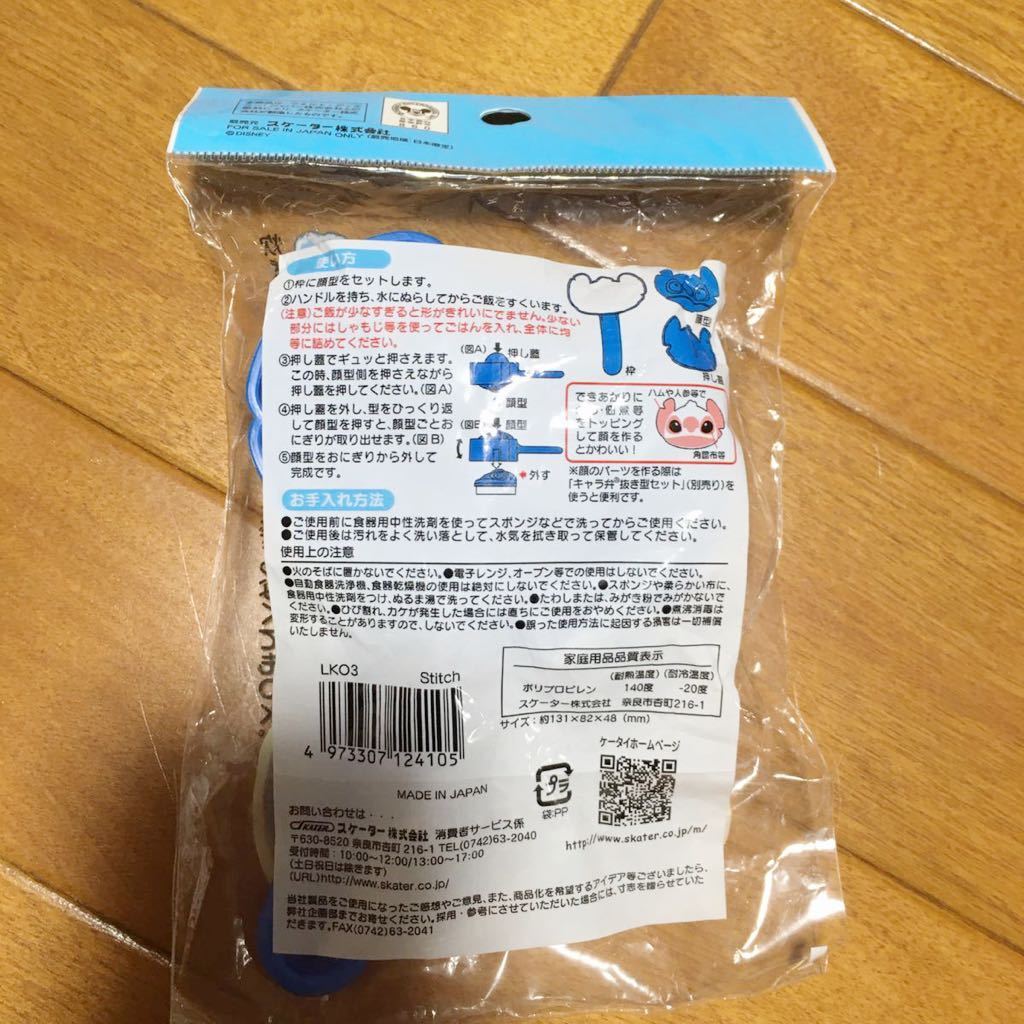 販売元 スケーター株式会社
FOR SALE IN JAPAN ONLY (販売地域:日本限定)
©DISNEY
使い方
①枠に顔型をセットします。
②ハンドルを持ち、水にぬらしてからご飯をすくいます。
(注意)ご飯が少なすぎると形がきれいにでません。少ない
部分にはしゃもじ等を使ってごはんを入れ、全体に均
等に詰めてください。
③押し蓋でギュッと押さえます。
この時、顔型側を押さえながら
押し蓋を押してください。(図A)
④押し蓋を外し、型をひっくり返
して顔型を押すと、顔型ごとお
にぎりが取り出せます。(図B)
⑤顔型をおにぎりから外して
完成です。
(図A) 押し蓋
顔型
(図B) 顔型
外す
枠
顔型
押し蓋
できあがりに
をトッピング
して顔を作る
とかわいい!
ハムや人参等で
角昆布等
※顔のパーツを作る際は
「キャラ弁®抜き型セット」(別売り)を
使うと便利です。
お手入れ方法
●ご使用前に食器用中性洗剤を使ってスポンジなどで洗ってからご使用ください。
●ご使用後は汚れをよく洗い落として、水気を拭き取って保管してください。
使用上の注意
●火のそばに置かないでください。●電子レンジ、オーブン等での使用はしないでください。
●自動食器洗浄機、食器乾燥機の使用は絶対にしないでください。●スポンジや柔らかい布に、
食器用中性洗剤をつけ、ぬるま湯で洗ってください。●たわしまたは、みがき粉でみがかないで
ください。●ひび割れ、カケが発生した場合には直ちにご使用をおやめください。●煮沸消毒は
変形することがありますので、しないでください。●誤った使用方法に起因する損害は一切補償
いたしません。
LKO3 Stitch
4 973307 124105
家庭用品品質表示
(耐熱温度) (耐冷温度)
ポリプロピレン 140度 -20度
スケーター株式会社 奈良市杏町216-1
サイズ:約131×82×48(mm)
MADE IN JAPAN
プラ
袋:PP
ケータイホームページ
http://www.skater.co.jp/m/
お問い合わせは・・・
SKATER スケーター株式会社 消費者サービス係
〒630-8520 奈良市杏町 216-1 TEL(0742)63-2040
受付時間:10:00~12:00/13:00~17:00
(土日祝日は除きます)
(URL)http://www.skater.co.jp/
当社製品をご使用になったご感想やご意見、また、商品化を希望するアイデア等ございましたら、
弊社企画部までお寄せください。採用・参考にさせていただいた場合には、寸志を贈らせていた
だきます。FAX(0742)63-2041